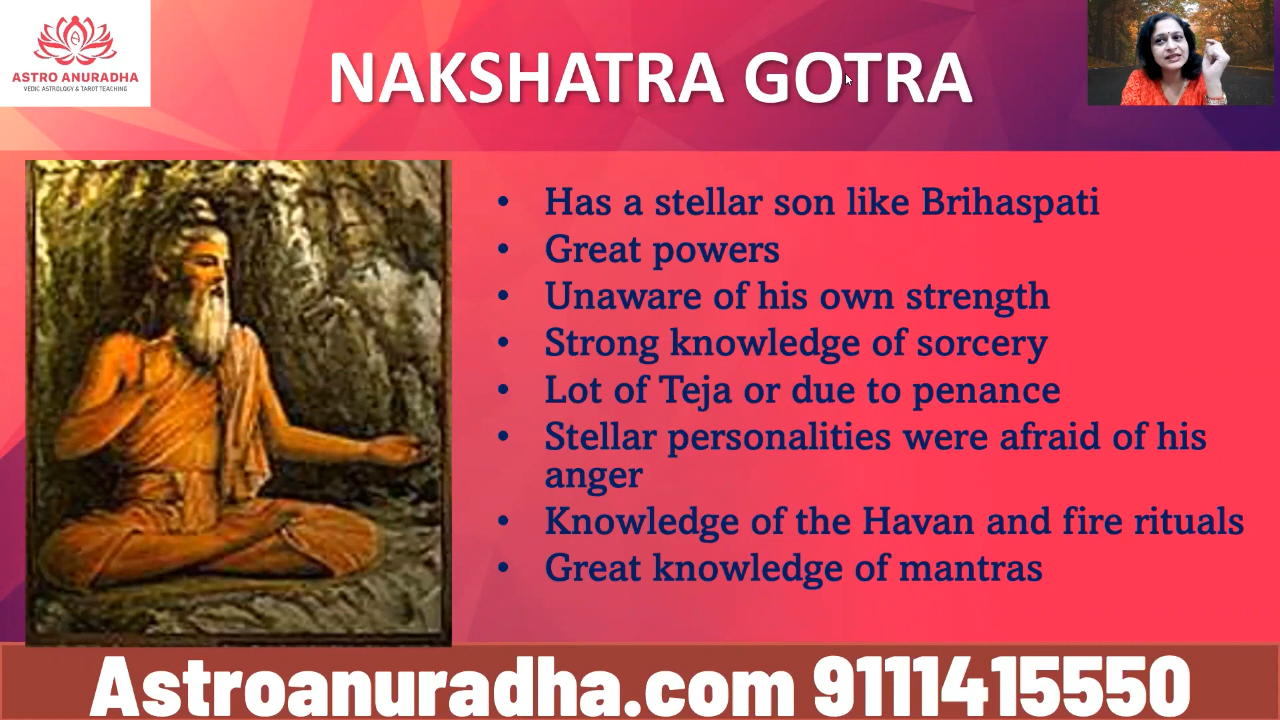 ASTRO ANURADHA
VEDIC ASTROLOGY & TAROT TEACHING
NAKSHATRA GOTRA
• Has a stellar son like Brihaspati
• Great powers
• Unaware of his own strength
• Strong knowledge of sorcery
• Lot of Teja or due to penance
• Stellar personalities were afraid of his
anger
• Knowledge of the Havan and fire rituals
• Great knowledge of mantras
Astroanuradha.com 9111415550